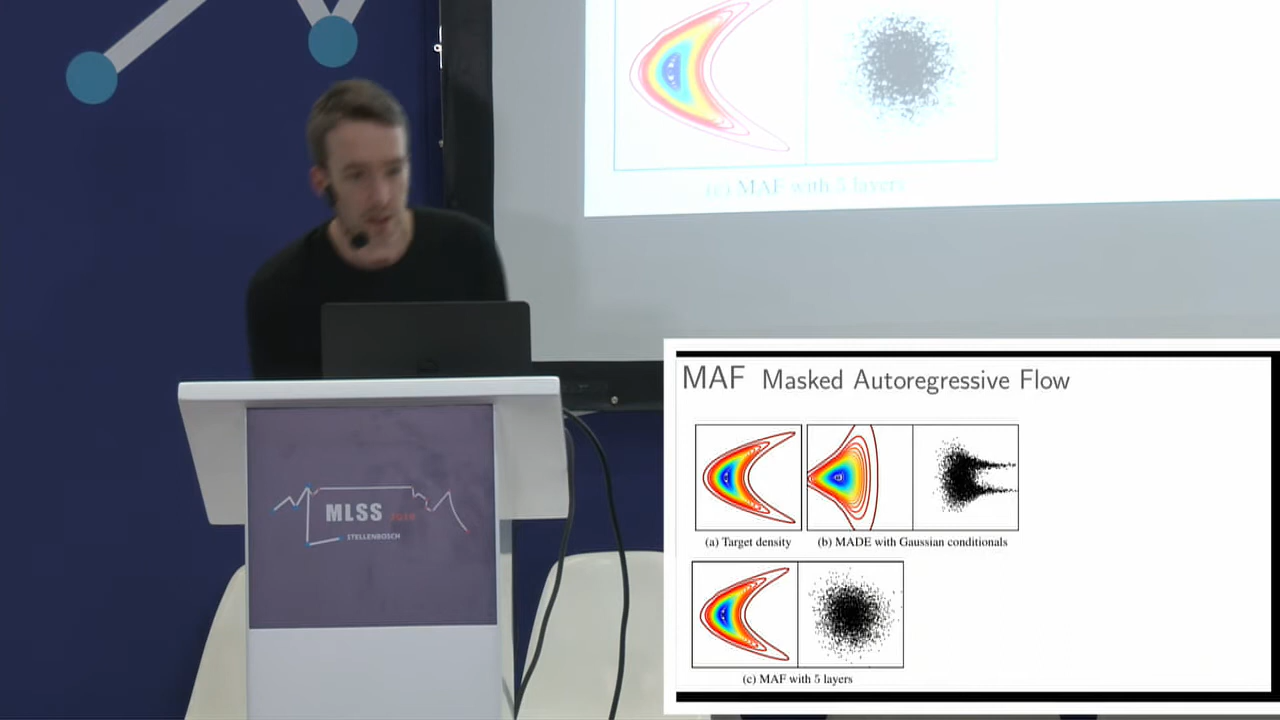 (c) MAF with 5 layers
MAF Masked Autoregressive Flow
(a) Target density
(b) MADE with Gaussian conditionals
(c) MAF with 5 layers
MLSS 2019
STELLENBOSCH